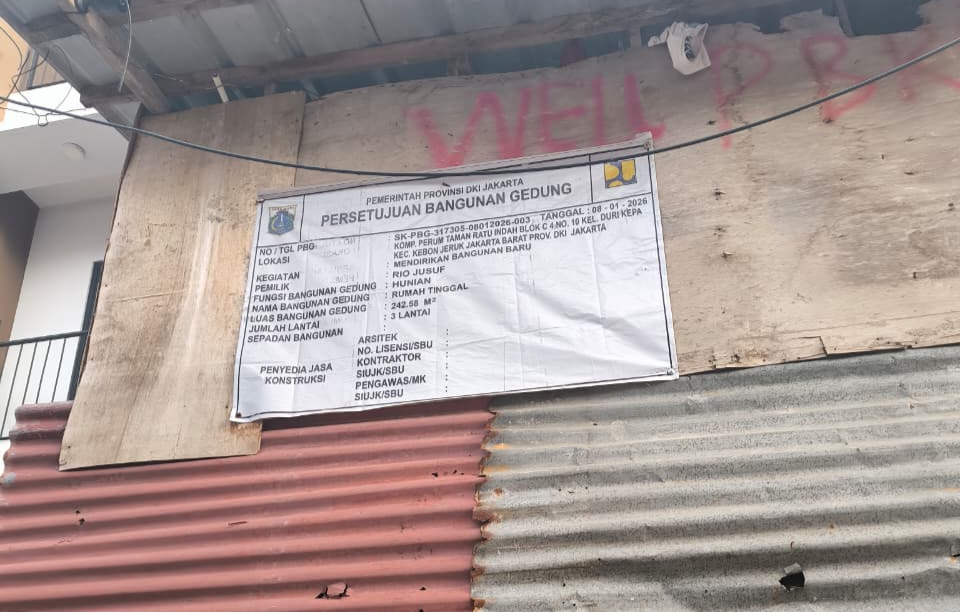 WELL PBK
PEMERINTAH PROVINSI DKI JAKARTA
PERSETUJUAN BANGUNAN GEDUNG
NO / TGL PBG : SK-PBG-317305-08012026-003 TANGGAL : 08 - 01 - 2026
LOKASI : KOMP. PERUM TAMAN RATU INDAH BLOK C 4 NO. 10 KEL. DURI KEPA
KEC. KEBON JERUK JAKARTA BARAT PROV. DKI JAKARTA
KEGIATAN : MENDIRIKAN BANGUNAN BARU
PEMILIK : RIO JUSUF
FUNGSI BANGUNAN GEDUNG : HUNIAN
NAMA BANGUNAN GEDUNG : RUMAH TINGGAL
LUAS BANGUNAN GEDUNG : 242.58 M²
JUMLAH LANTAI : 3 LANTAI
SEPADAN BANGUNAN :
PENYEDIA JASA KONSTRUKSI
ARSITEK :
NO. LISENSI/SBU :
KONTRAKTOR :
SIUJK/SBU :
PENGAWAS/MK :
SIUJK/SBU :